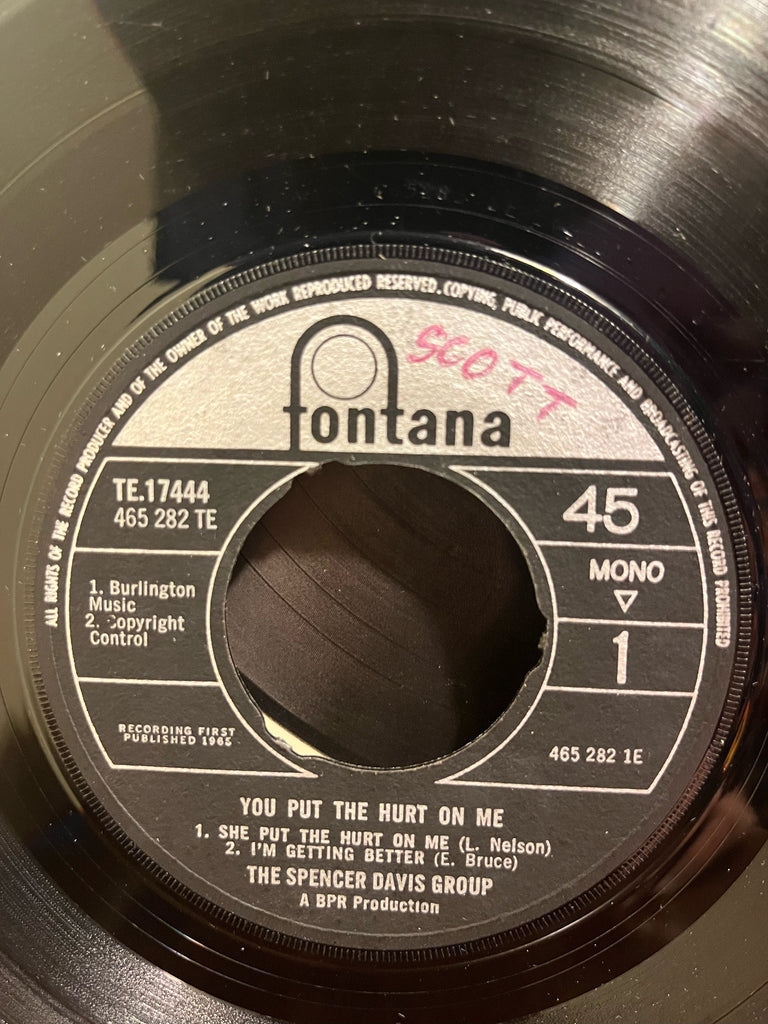 ALL RIGHTS OF THE RECORD PRODUCER AND OF THE OWNER OF THE WORK REPRODUCED RESERVED. COPYING, PUBLIC PERFORMANCE AND BROADCASTING OF THIS RECORD PROHIBITED
SCOTT
fontana
TE.17444
465 282 TE
45
MONO
1. Burlington
Music
2. Copyright
Control
1
RECORDING FIRST
PUBLISHED 1965
465 282 1E
YOU PUT THE HURT ON ME
1. SHE PUT THE HURT ON ME (L. Nelson)
2. I'M GETTING BETTER (E. Bruce)
THE SPENCER DAVIS GROUP
A BPR Production